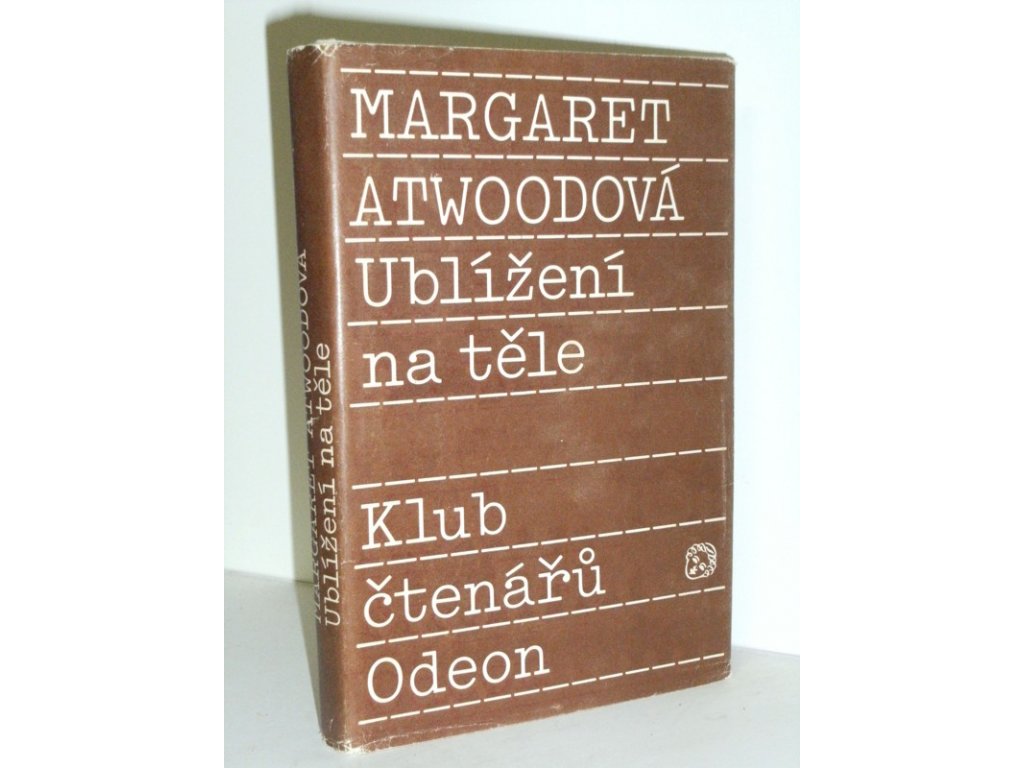 MARGARET
ATWOODOVÁ
Ublížení
na těle
Klub
čtenářů
Odeon
MARGARET ATWOODOVÁ
Ublížení na těle